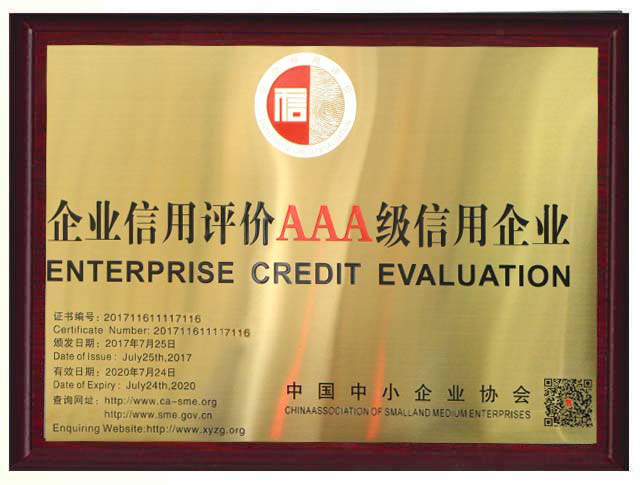 信
企业信用评价AAA级信用企业
ENTERPRISE CREDIT EVALUATION
证书编号：201711611117116
Certificate Number: 201711611117116
颁发日期：2017年7月25日
Date of Issue : July25th,2017
有效日期：2020年7月24日
Date of Expiry : July24th,2020
查询网址：http://www.ca-sme.org
http://www.sme.gov.cn
Enquiring Website:http://www.xyzg.org
中国中小企业协会
CHINAASSOCIATION OF SMALLAND MEDIUM ENTERPRISES